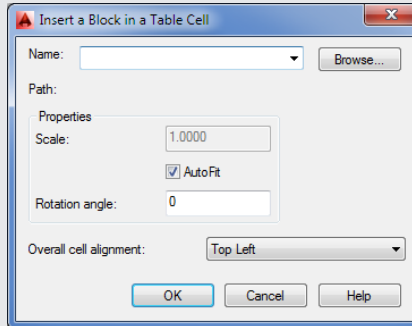 Insert a Block in a Table Cell
Name:
Browse...
Path:
Properties
Scale: 1.0000
AutoFit
Rotation angle: 0
Overall cell alignment: Top Left
OK Cancel Help